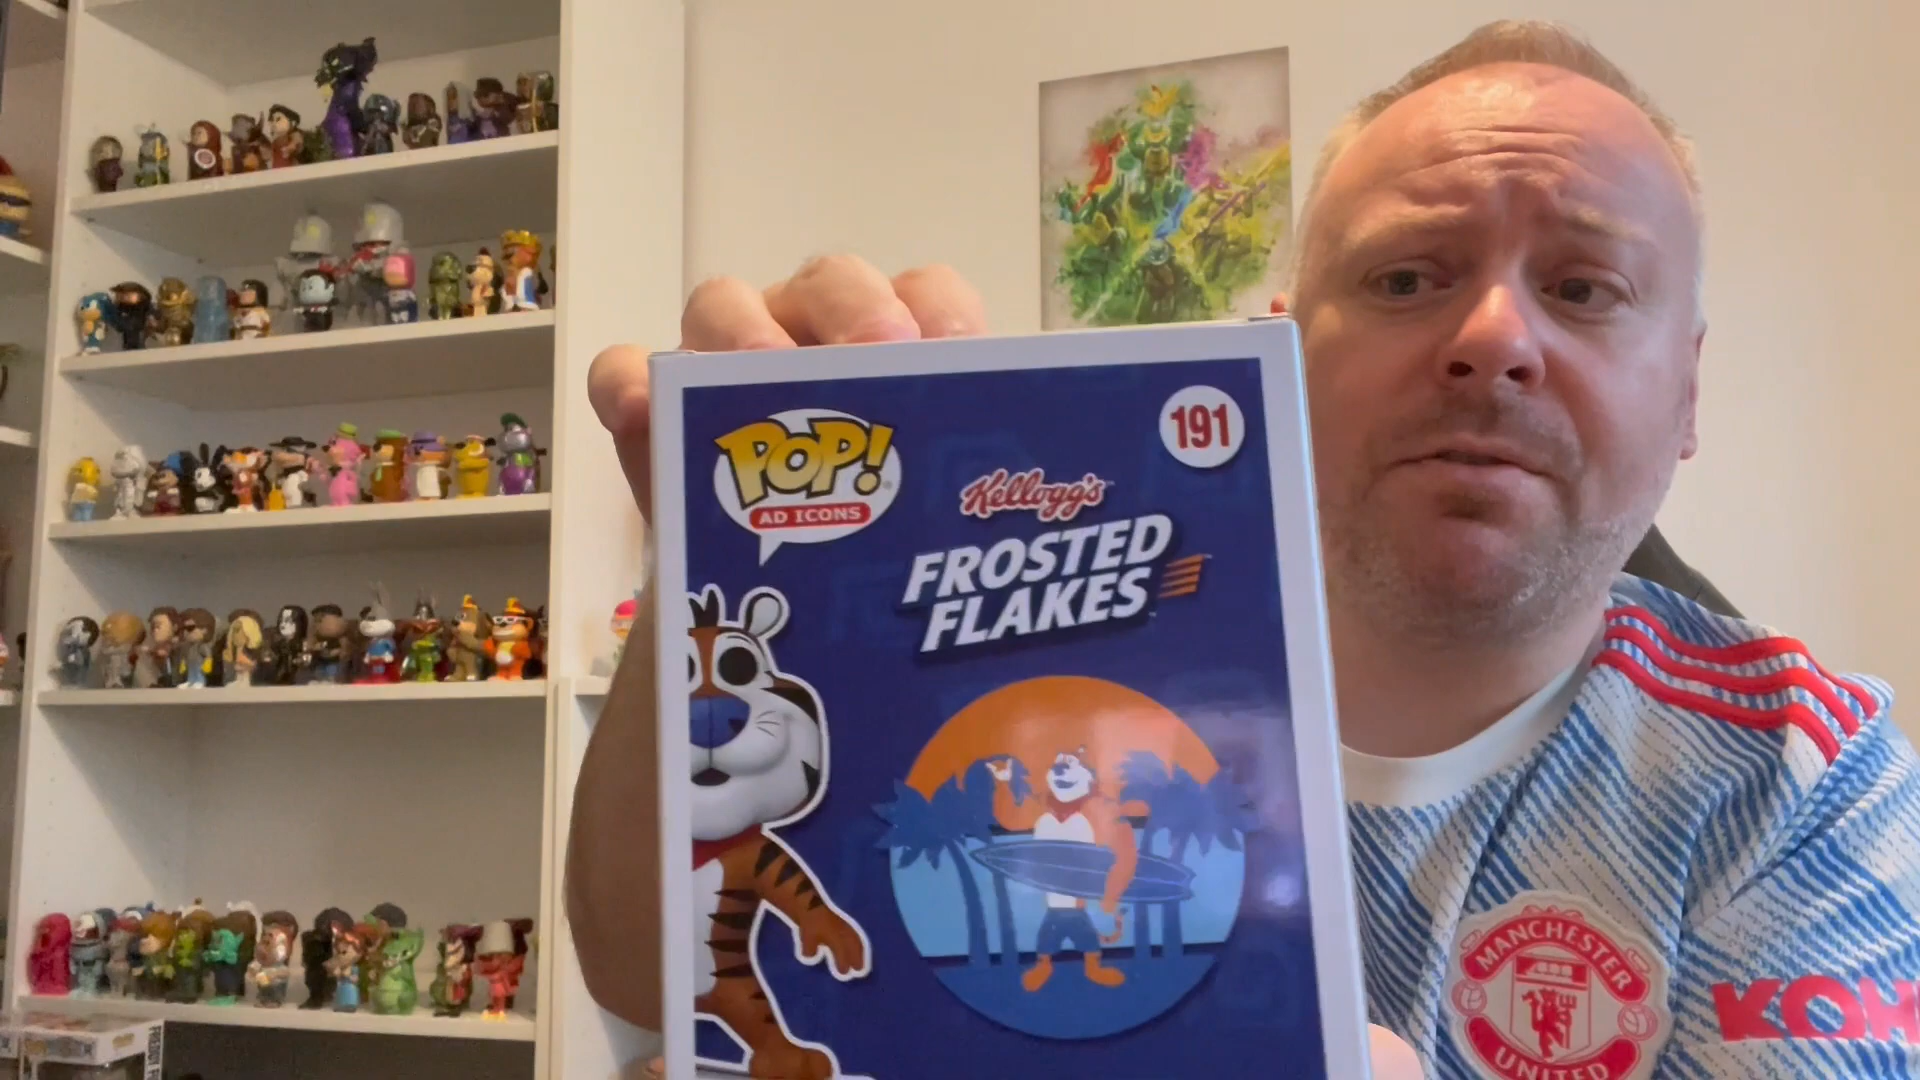 POP!
AD ICONS
191
Kellogg's
FROSTED
FLAKES
MANCHESTER
UNITED
KOH